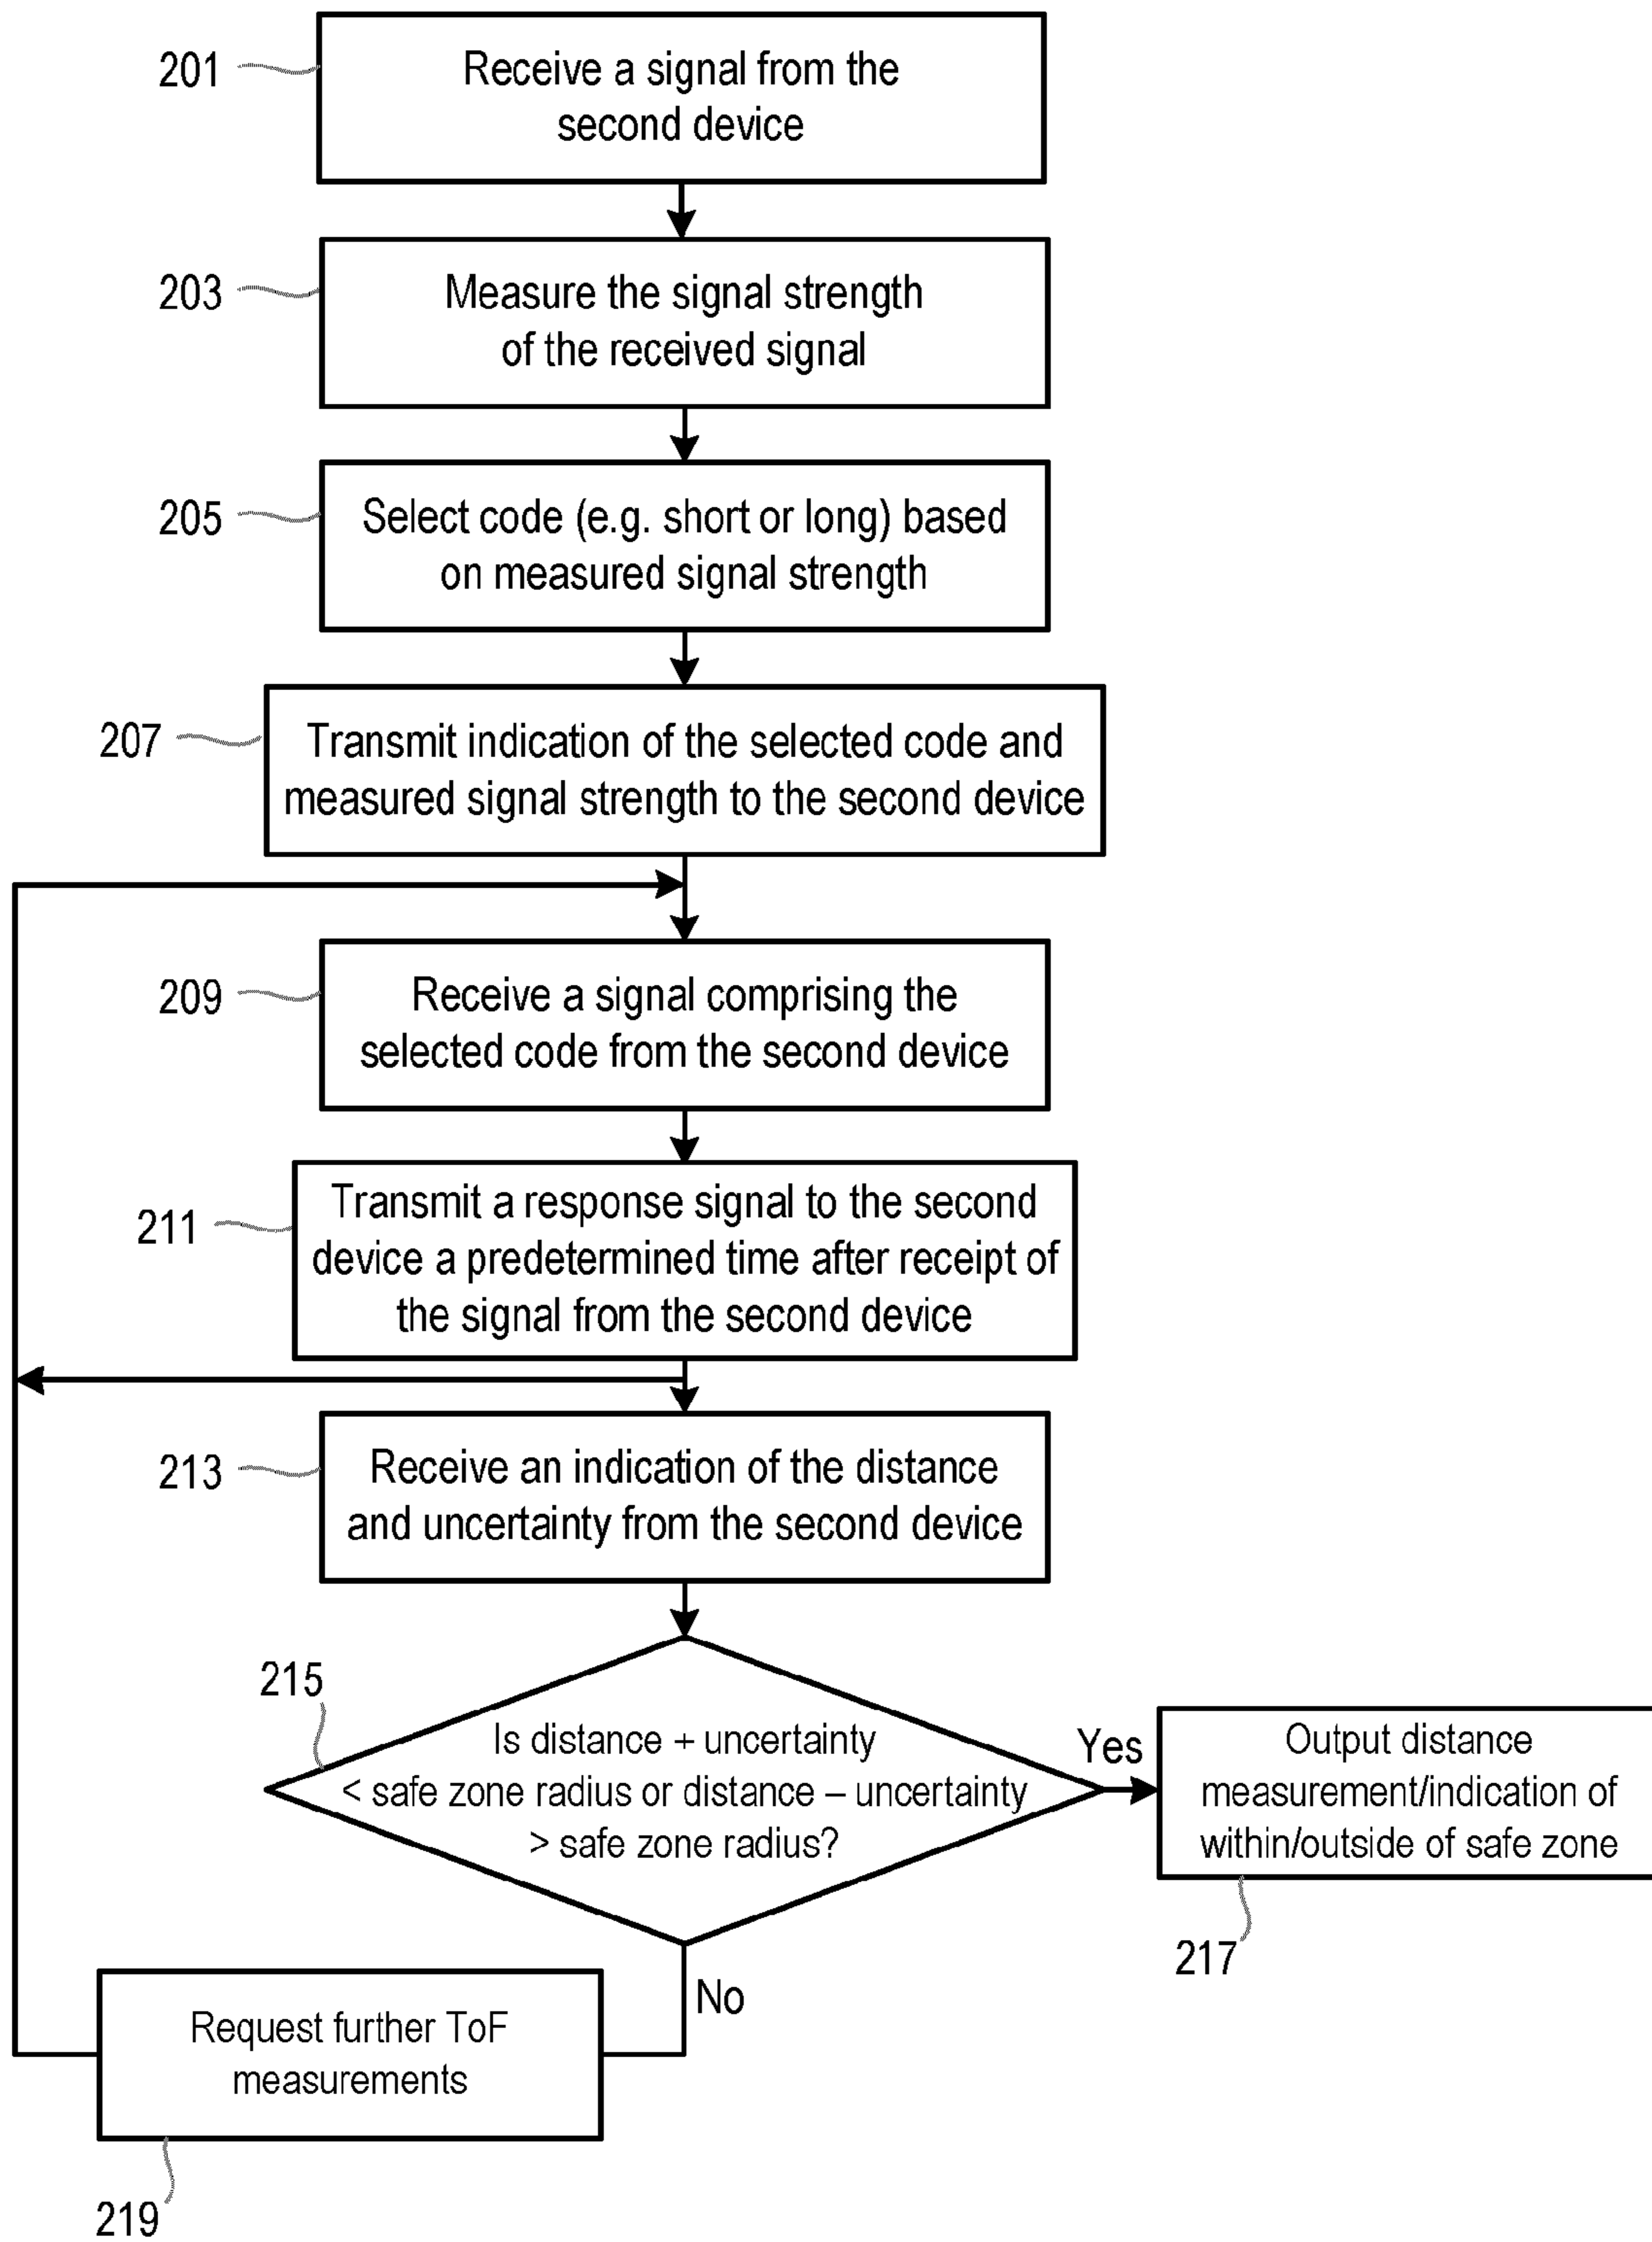 201
Receive a signal from the
second device
203
Measure the signal strength
of the received signal
205
Select code (e.g. short or long) based
on measured signal strength
207
Transmit indication of the selected code and
measured signal strength to the second device
209
Receive a signal comprising the
selected code from the second device
211
Transmit a response signal to the second
device a predetermined time after receipt of
the signal from the second device
213
Receive an indication of the distance
and uncertainty from the second device
215
Is distance + uncertainty
< safe zone radius or distance – uncertainty
> safe zone radius?
Yes
Output distance
measurement/indication of
within/outside of safe zone
217
No
Request further ToF
measurements
219